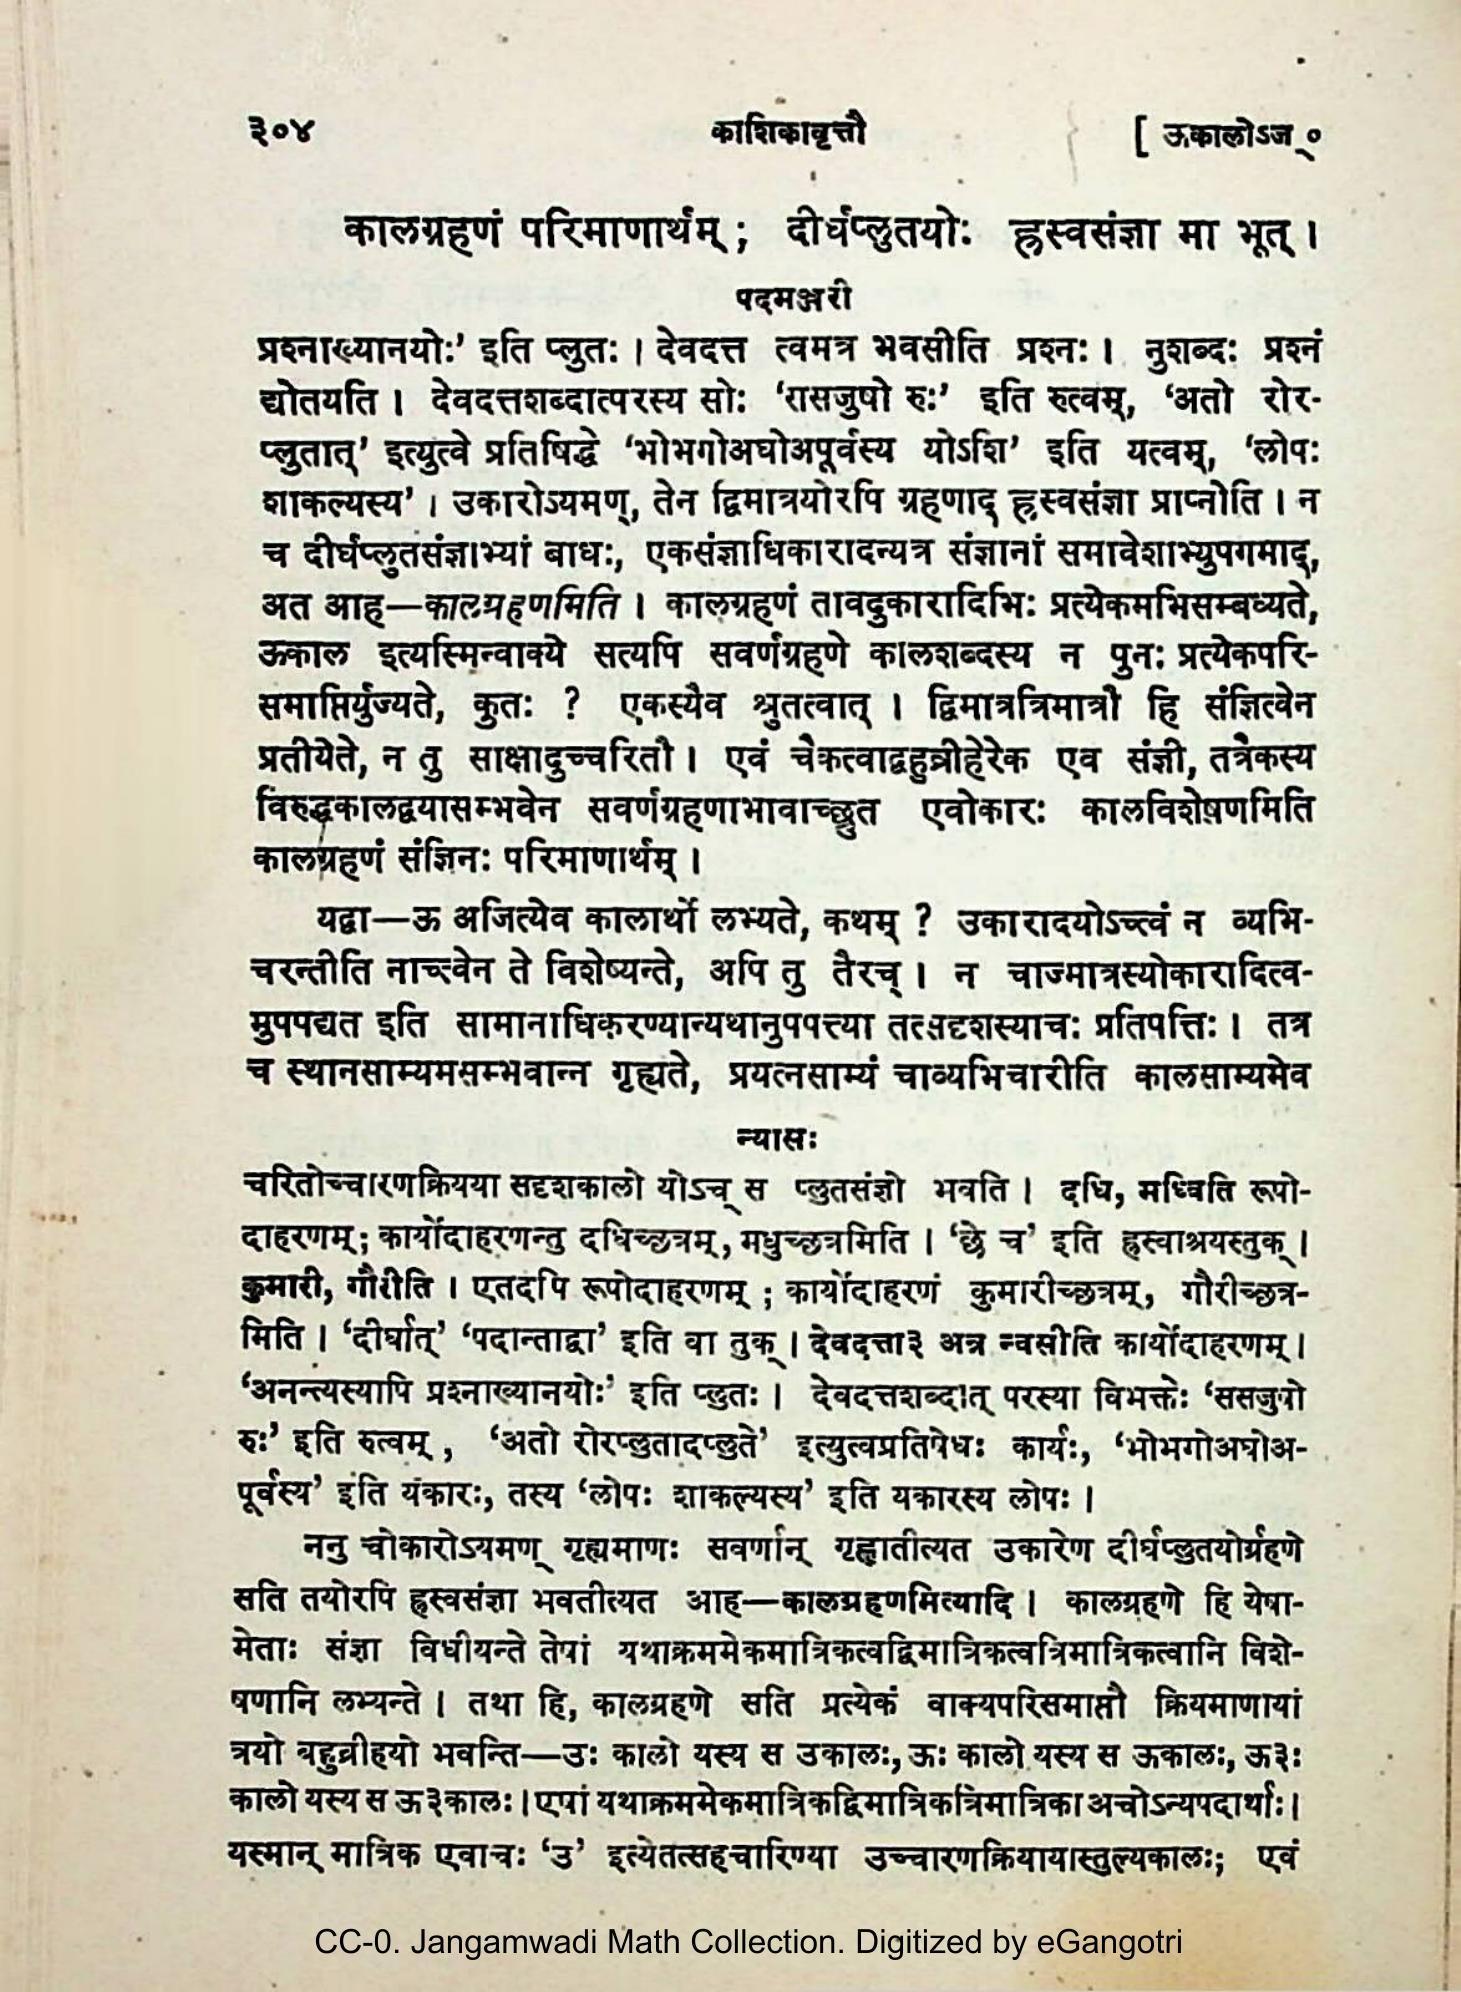 ३०४ काशिकावृत्तौ [ ऊकालोऽज्०
कालग्रहणं परिमाणार्थम् ; दीर्घप्लुतयोः ह्रस्वसंज्ञा मा भूत् ।
पदमञ्जरी
प्रश्नाख्यानयोः’ इति प्लुतः । देवदत्त त्वमत्र भवसीति प्रश्नः । नुशब्दः प्रश्नं
द्योतयति । देवदत्तशब्दात्परस्य सोः ‘रासजुषो रुः’ इति रुत्वम्, ‘अतो रोर-
प्लुतात्’ इत्युत्वे प्रतिषिद्धे ‘भोभगोअघोअपूर्वस्य योऽशि’ इति यत्वम्, ‘लोपः
शाकल्यस्य’ । उकारोऽयमण्, तेन द्विमात्रयोरपि ग्रहणाद् ह्रस्वसंज्ञा प्राप्नोति । न
च दीर्घप्लुतसंज्ञाभ्यां बाधः, एकसंज्ञाधिकारादन्यत्र संज्ञानां समावेशाभ्युपगमाद्,
अत आह—कालग्रहणमिति । कालग्रहणं तावदुकारादिभिः प्रत्येकमभिसम्बध्यते,
ऊकाल इत्यस्मिन्वाक्ये सत्यपि सवर्णग्रहणे कालशब्दस्य न पुनः प्रत्येकपरि-
समाप्तिर्युज्यते, कुतः ? एकस्यैव श्रुतत्वात् । द्विमात्रत्रिमात्रौ हि संज्ञित्वेन
प्रतीयेते, न तु साक्षादुच्चरितौ । एवं चैकत्वाद्बहुव्रीहेरेक एव संज्ञी, तत्रैकस्य
विरुद्धकालद्वयासम्भवेन सवर्णग्रहणाभावाच्छ्रुत एवोकारः कालविशेषणमिति
कालग्रहणं संज्ञिनः परिमाणार्थम् ।
यद्वा—ऊ अजित्येव कालार्थो लभ्यते, कथम् ? उकारादयोऽच्त्वं न व्यभि-
चरन्तीति नाच्त्वेन ते विशेष्यन्ते, अपि तु तैरच् । न चाज्मात्रस्योकारादित्व-
मुपपद्यत इति सामानाधिकरण्यान्यथानुपपत्त्या तत्सदृशस्याचः प्रतिपत्तिः । तत्र
च स्थानसाम्यमसम्भवान्न गृह्यते, प्रयत्नसाम्यं चाव्यभिचारीति कालसाम्यमेव
न्यासः
चरितोच्चारणक्रियया सदृशकालो योऽच् स प्लुतसंज्ञो भवति । दधि, मध्विति रूपो-
दाहरणम् ; कार्योदाहरणन्तु दधिच्छत्रम्, मधुच्छत्रमिति । ‘छे च’ इति ह्रस्वाश्रयस्तुक् ।
कुमारी, गौरीति । एतदपि रूपोदाहरणम् ; कार्योदाहरणं कुमारीच्छत्रम्, गौरीच्छत्र-
मिति । ‘दीर्घात्’ ‘पदान्ताद्वा’ इति वा तुक् । देवदत्ता३ अत्र न्वसीति कार्योदाहरणम् ।
‘अनन्त्यस्यापि प्रश्नाख्यानयोः’ इति प्लुतः । देवदत्तशब्दात् परस्या विभक्तेः ‘ससजुषो
रुः’ इति रुत्वम् , ‘अतो रोरप्लुतादप्लुते’ इत्युत्वप्रतिषेधः कार्यः, ‘भोभगोअघोअ-
पूर्वस्य’ इति यकारः, तस्य ‘लोपः शाकल्यस्य’ इति यकारस्य लोपः ।
ननु चोकारोऽयमण् गृह्यमाणः सवर्णान् गृह्णातीत्यत उकारेण दीर्घप्लुतयोर्ग्रहणे
सति तयोरपि ह्रस्वसंज्ञा भवतीत्यत आह—कालग्रहणमित्यादि । कालग्रहणे हि येषा-
मेताः संज्ञा विधीयन्ते तेषां यथाक्रममेकमात्रिकत्वद्विमात्रिकत्वत्रिमात्रिकत्वानि विशे-
षणानि लभ्यन्ते । तथा हि, कालग्रहणे सति प्रत्येकं वाक्यपरिसमाप्तौ क्रियमाणायां
त्रयो बहुव्रीहयो भवन्ति—उः कालो यस्य स उकालः, ऊः कालो यस्य स ऊकालः, ऊ३ः
कालो यस्य स ऊ३कालः । एषां यथाक्रममेकमात्रिकद्विमात्रिकत्रिमात्रिका अचोऽन्यपदार्थाः ।
यस्मान् मात्रिक एवाचः ‘उ’ इत्येतत्सहचारिण्या उच्चारणक्रियायास्तुल्यकालः; एवं
CC-0. Jangamwadi Math Collection. Digitized by eGangotri